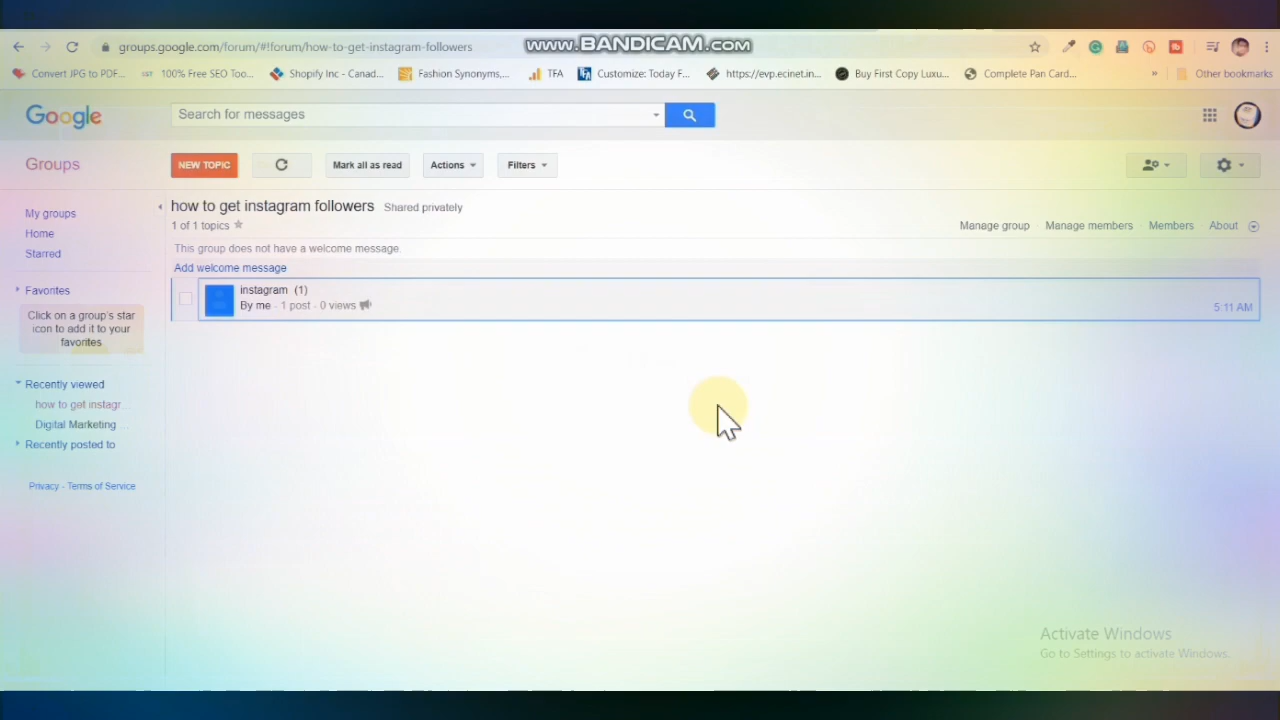 groups.google.com/forum/#!forum/how-to-get-instagram-followers
www.BANDICAM.com
Convert JPG to PDF... 100% Free SEO Too... Shopify Inc - Canad... Fashion Synonyms,... TFA Customize: Today F... https://evp.ecinet.in... Buy First Copy Luxu... Complete Pan Card... » Other bookmarks
Google
Search for messages
Groups
NEW TOPIC Mark all as read Actions Filters
My groups
Home
Starred
Favorites
Click on a group's star
icon to add it to your
favorites
Recently viewed
how to get instagr...
Digital Marketing ...
Recently posted to
Privacy - Terms of Service
how to get instagram followers Shared privately
1 of 1 topics
Manage group · Manage members · Members · About
This group does not have a welcome message.
Add welcome message
instagram (1)
By me - 1 post - 0 views
5:11 AM
Activate Windows
Go to Settings to activate Windows.